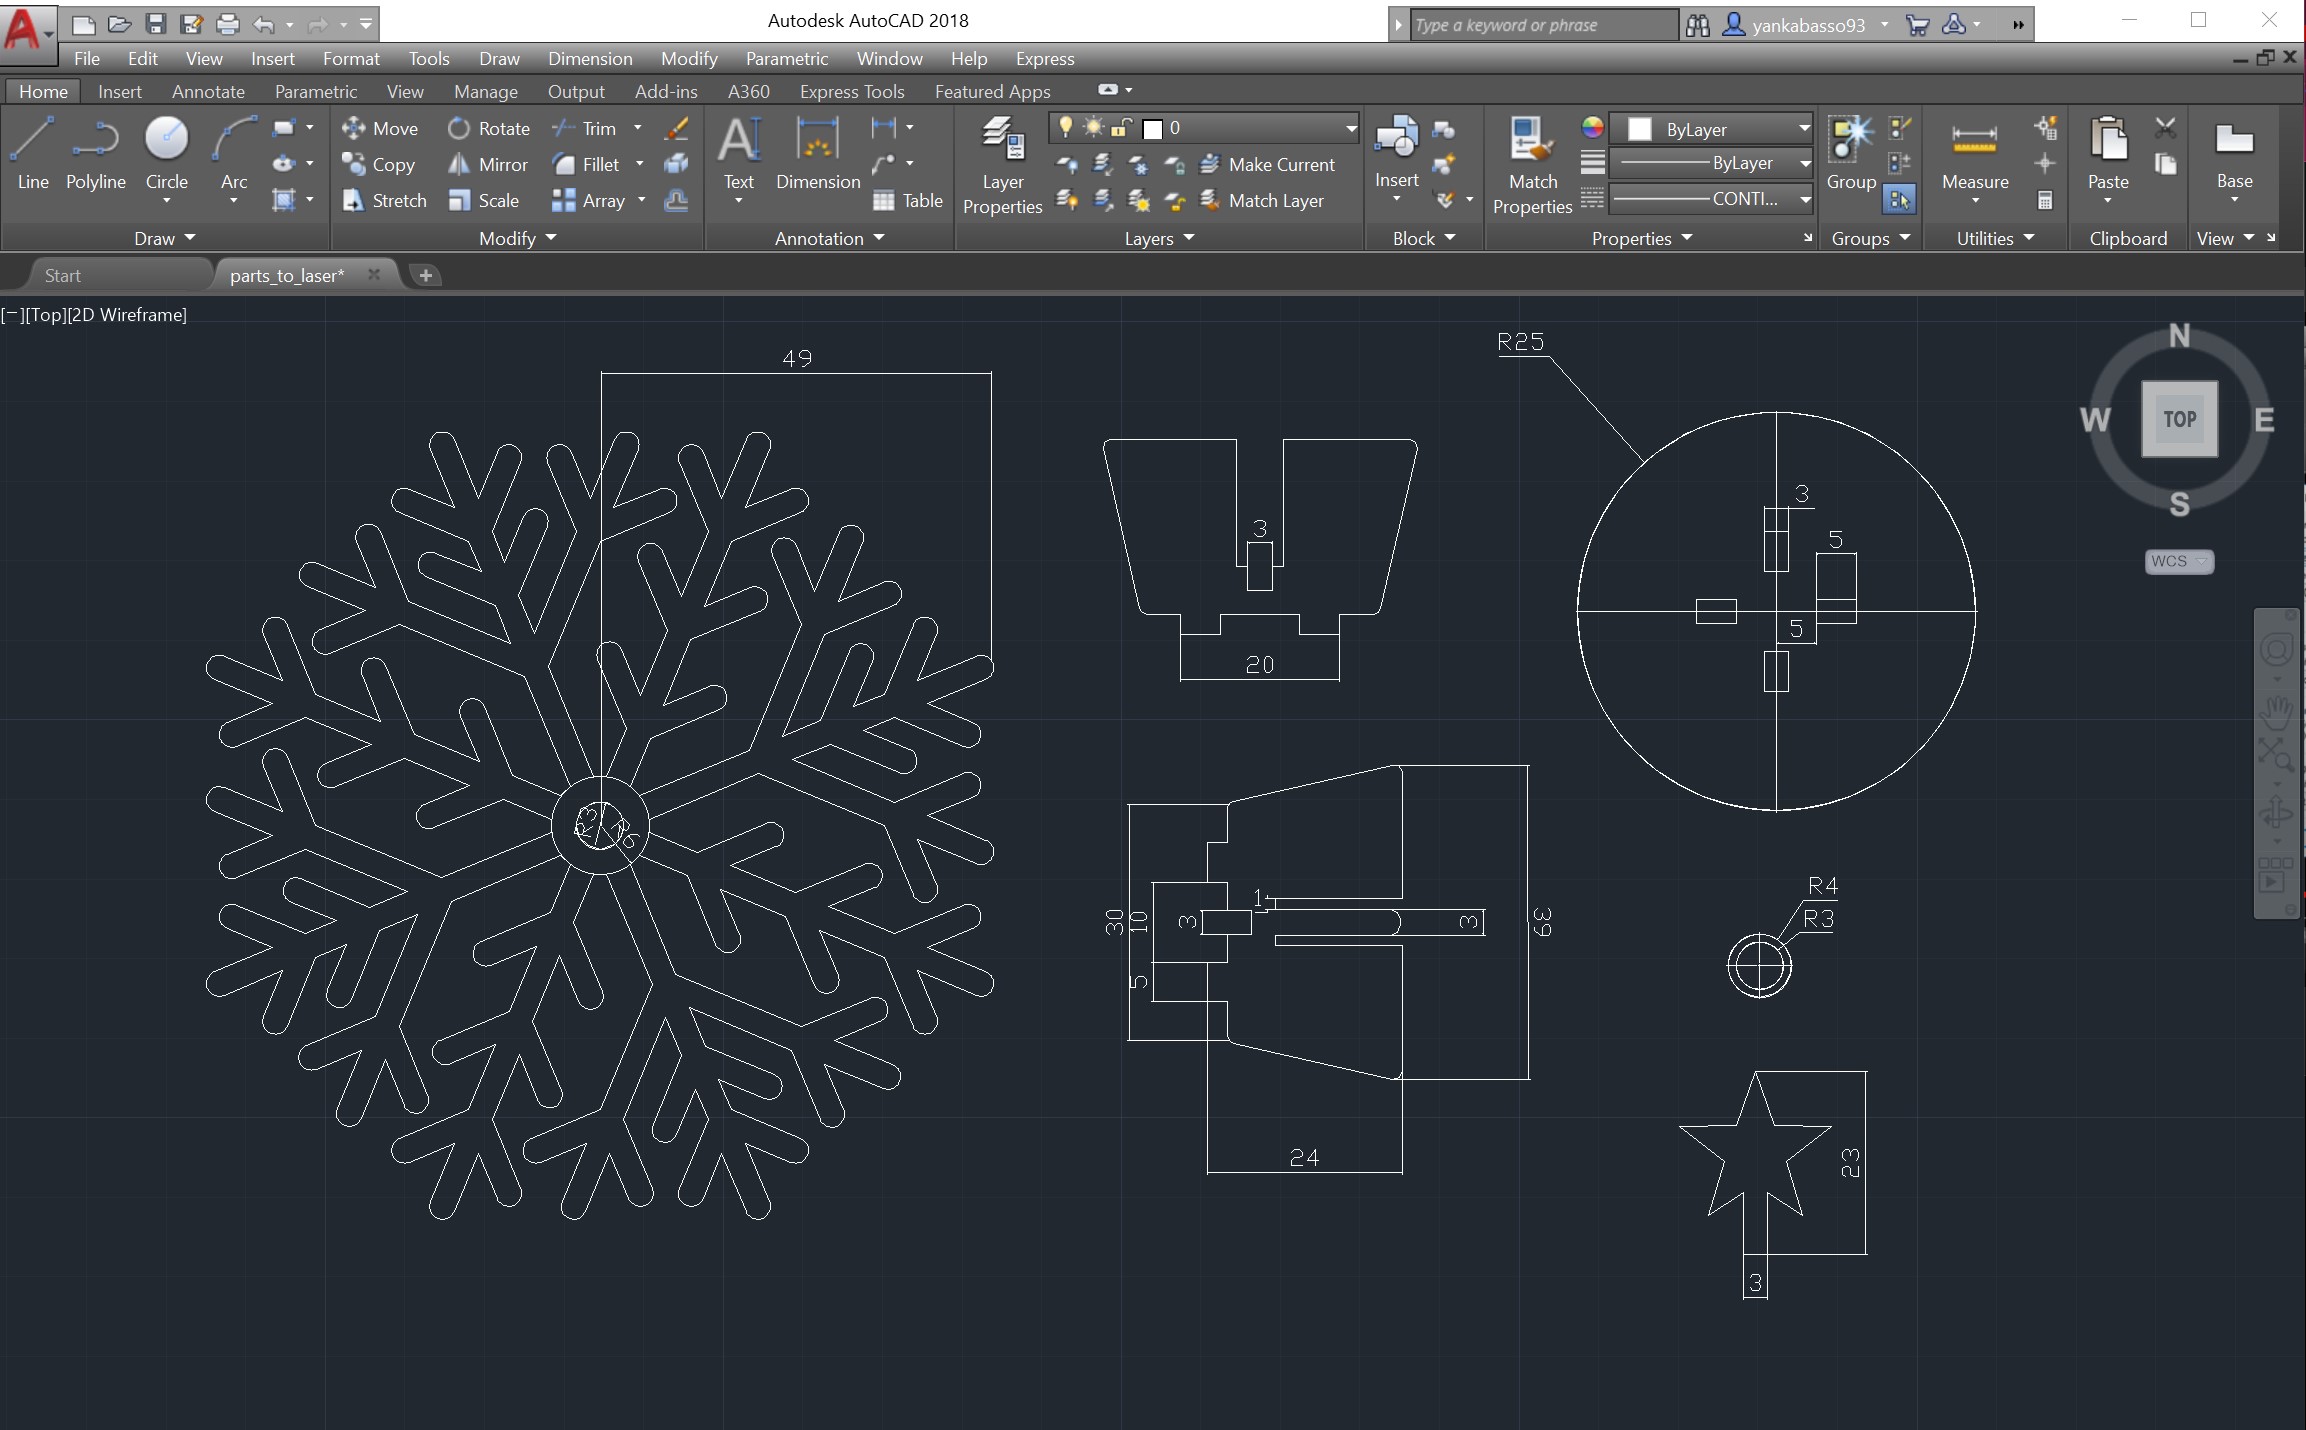 Autodesk AutoCAD 2018
Type a keyword or phrase
yankabasso93
File Edit View Insert Format Tools Draw Dimension Modify Parametric Window Help Express
Home Insert Annotate Parametric View Manage Output Add-ins A360 Express Tools Featured Apps
Line
Polyline
Circle
Arc
Draw
Move
Copy
Stretch
Rotate
Mirror
Scale
Trim
Fillet
Array
Modify
Text
Dimension
Table
Annotation
Layer
Properties
0
Make Current
Match Layer
Layers
Insert
Block
Match
Properties
ByLayer
ByLayer
CONTI...
Properties
Group
Groups
Measure
Utilities
Paste
Clipboard
Base
View
Start
parts_to_laser*
[−][Top][2D Wireframe]
49
R3
R6
3
20
R25
3
5
5
N
W
TOP
E
S
WCS
30
10
5
3
1
3
39
24
R4
R3
23
3